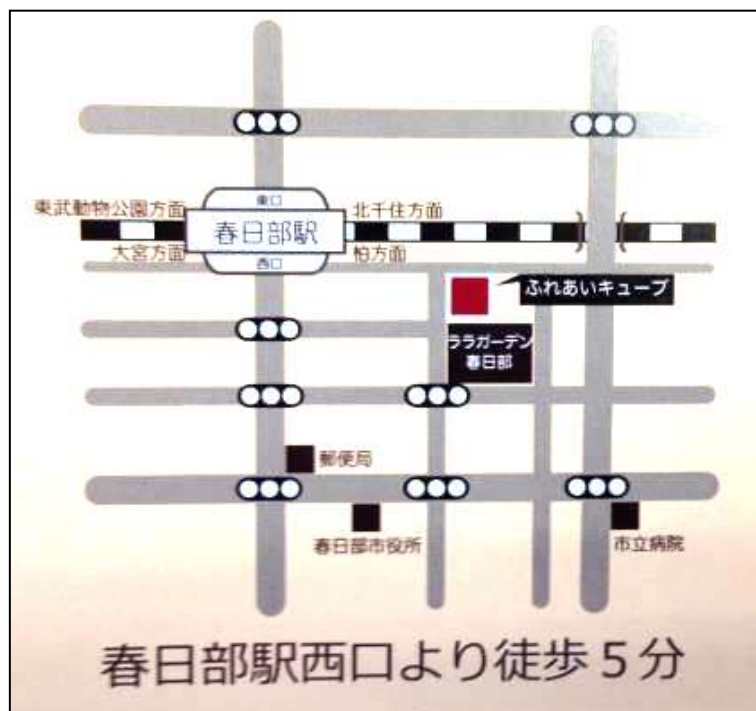 東口
東武動物公園方面
北千住方面
春日部駅
大宮方面
柏方面
西口
ふれあいキューブ
ララガーデン
春日部
郵便局
春日部市役所
市立病院
春日部駅西口より徒歩5分